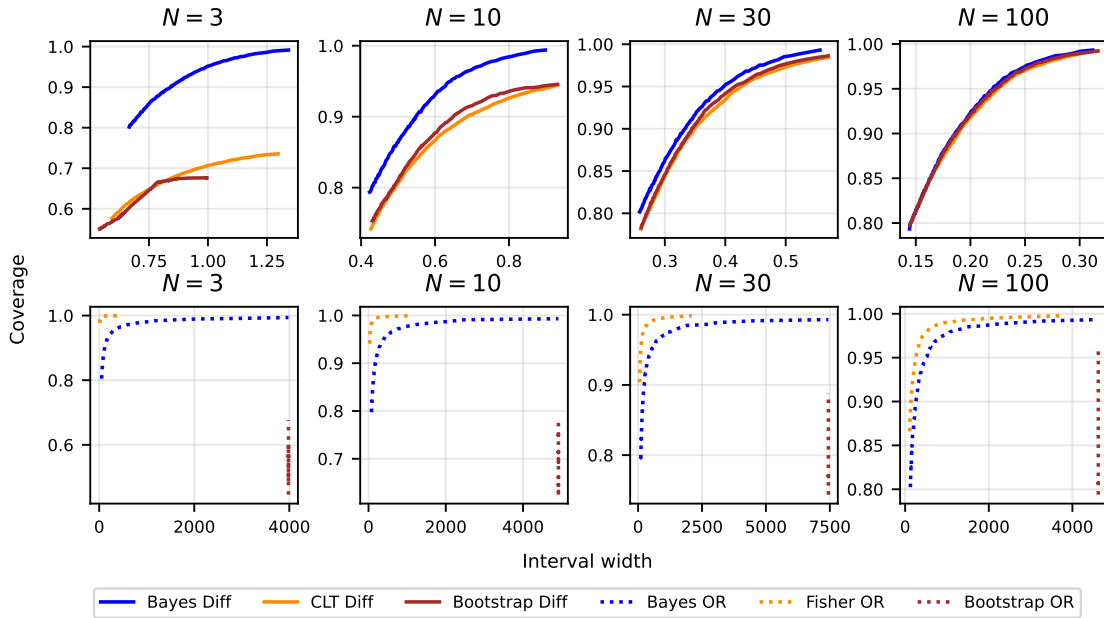 N = 3 N = 10 N = 30 N = 100
1.0 0.9 0.8 0.7 0.6
1.0 0.9 0.8
1.00 0.95 0.90 0.85 0.80
1.00 0.95 0.90 0.85 0.80
0.75 1.00 1.25
0.4 0.6 0.8
0.3 0.4 0.5
0.15 0.20 0.25 0.30
Coverage
N = 3 N = 10 N = 30 N = 100
1.0 0.8 0.6
1.0 0.9 0.8 0.7
1.0 0.9 0.8
1.00 0.95 0.90 0.85 0.80
0 2000 4000
0 2000 4000
0 2500 5000 7500
0 2000 4000
Interval width
Bayes Diff CLT Diff Bootstrap Diff Bayes OR Fisher OR Bootstrap OR